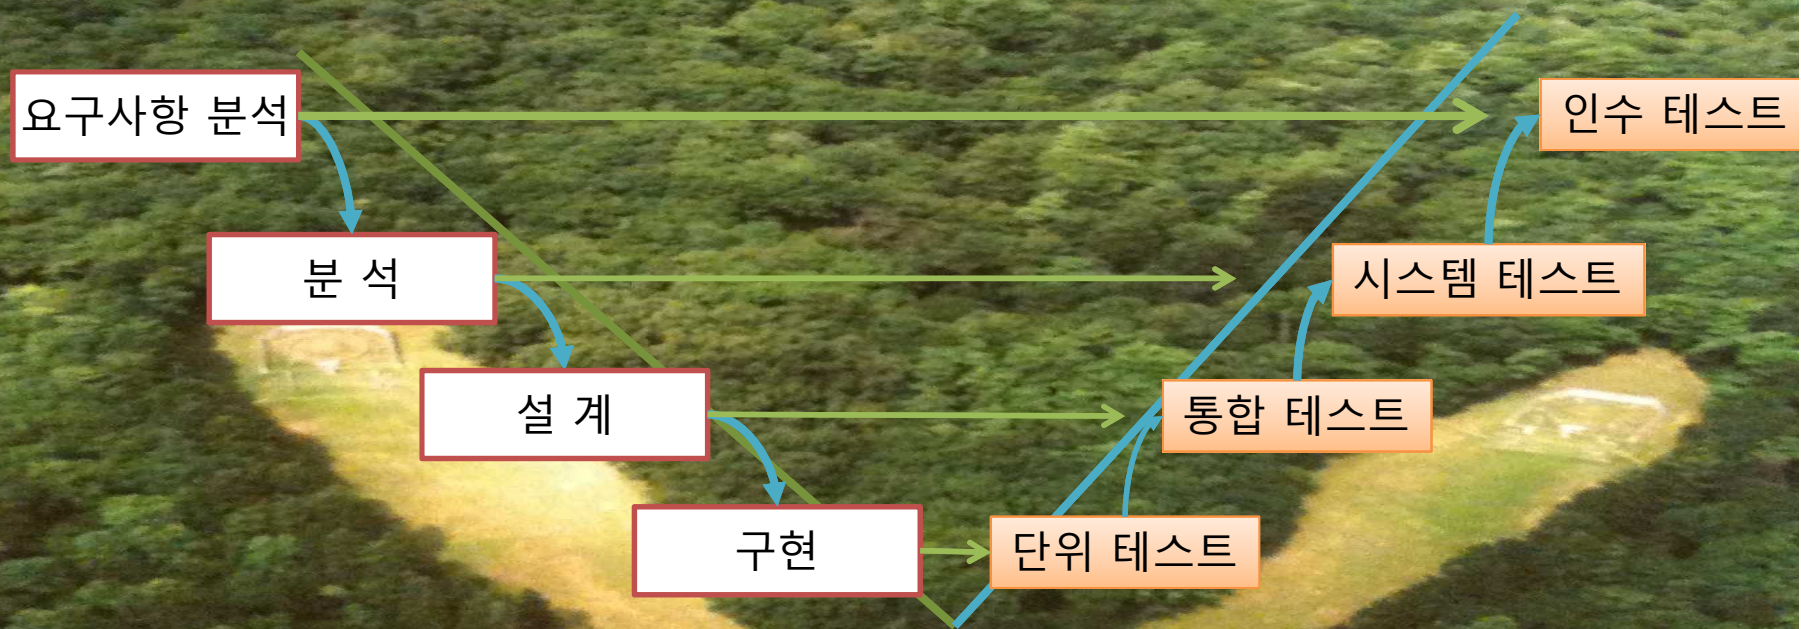 요구사항 분석
인수 테스트
분 석
시스템 테스트
설 계
통합 테스트
구현
단위 테스트